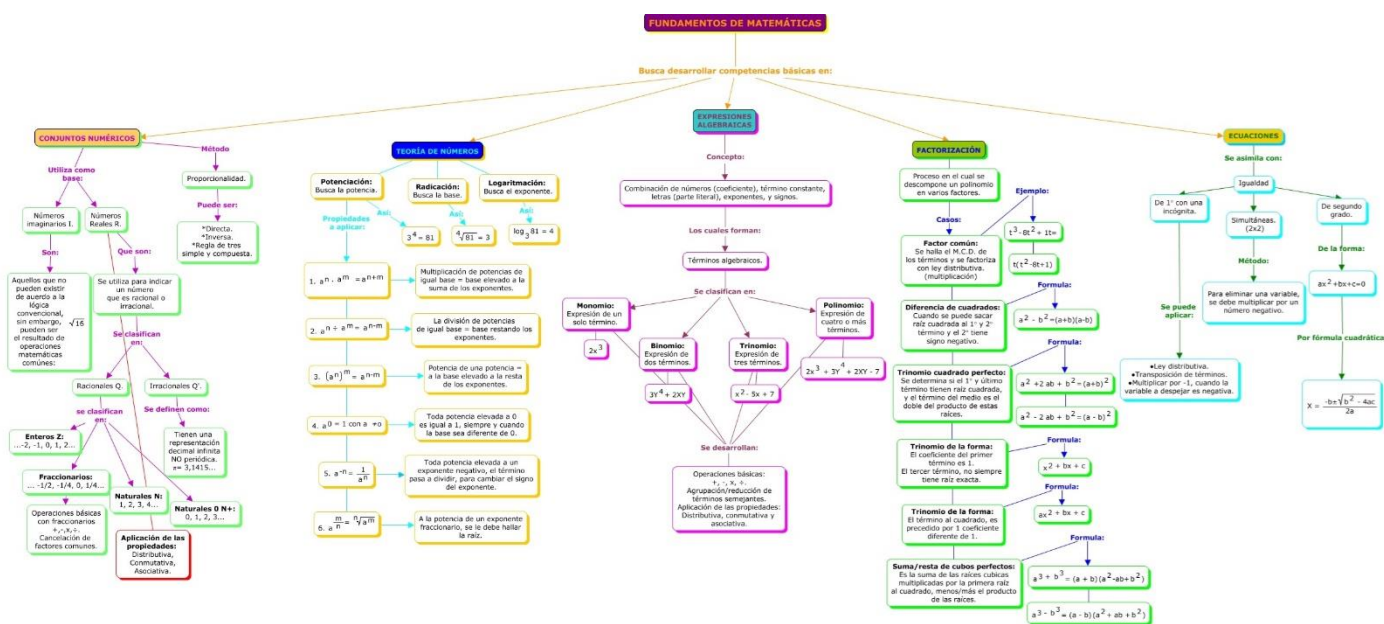 FUNDAMENTOS DE MATEMÁTICAS
Busca desarrollar competencias básicas en:
CONJUNTOS NUMÉRICOS
Utiliza como
base:
Método
Números
imaginarios I.
Números
Reales R.
Proporcionalidad.
Puede ser:
*Directa.
*Inversa.
*Regla de tres
simple y compuesta.
Son:
Que son:
Aquellos que no
pueden existir
de auerdo a la
lógica
convencional,
sin embargo,
pueden ser
el resultado de
operaciones
matemáticas
comúnes:
√16
Se utiliza para indicar
un número
que es racional o
irracional.
Se clasifican
en:
Racionales Q.
Irracionales Q'.
se clasifican
en:
Se definen como:
Enteros Z:
...-2, -1, 0, 1, 2...
Tienen una
representación
decimal infinita
NO periódica.
π= 3,1415...
Fraccionarios:
... -1/2, -1/4, 0, 1/4...
Naturales N:
1, 2, 3, 4...
Naturales 0 N+:
0, 1, 2, 3...
Operaciones básicas
con fraccionarios
+,-,x,÷.
Cancelación de
factores comunes.
Aplicación de las
propiedades:
Distributiva,
Conmutativa,
Asociativa.
TEORÍA DE NÚMEROS
Potenciación:
Busca la potencia.
Radicación:
Busca la base.
Logaritmación:
Busca el exponente.
Propiedades
a aplicar:
Así:
Así:
Así:
3⁴ = 81
⁴√81 = 3
log₃ 81 = 4
1. aⁿ · aᵐ = aⁿ⁺ᵐ
Multiplicación de potencias de
igual base = base elevado a la
suma de los exponentes.
2. aⁿ ÷ aᵐ = aⁿ⁻ᵐ
La división de potencias
de igual base = base restando los
exponentes.
3. (aⁿ)ᵐ = aⁿ⁻ᵐ
Potencia de una potencia =
a la base elevado a la resta
de los exponentes.
4. a⁰ = 1 con a ≠o
Toda potencia elevada a 0
es igual a 1, siempre y cuando
la base sea diferente de 0.
5. a⁻ⁿ = 1/aⁿ
Toda potencia elevada a un
exponente negativo, el término
pasa a dividir, para cambiar el signo
del exponente.
6. a^m/n = ⁿ√aᵐ
A la potencia de un exponente
fraccionario, se le debe hallar
la raíz.
EXPRESIONES
ALGEBRAICAS
Concepto:
Combinación de números (coeficiente), término constante,
letras (parte literal), exponentes, y signos.
Los cuales forman:
Términos algebraicos.
Se clasifican en:
Monomio:
Expresión de un
solo término.
2x³
Binomio:
Expresión de
dos términos.
3Y⁴ + 2XY
Trinomio:
Expresión de
tres términos.
x² - 5x + 7
Polinomio:
Expresión de
cuatro o más
términos.
2x³ + 3Y⁴ + 2XY - 7
Se desarrollan:
Operaciones básicas:
+, -, x, ÷.
Agrupación/reducción de
términos semejantes.
Aplicación de las propiedades:
Distributiva, conmutativa y
asociativa.
FACTORIZACIÓN
Proceso en el cual se
descompone un polinomio
en varios factores.
Casos:
Ejemplo:
Factor común:
Se halla el M.C.D. de
los términos y se factoriza
con ley distributiva.
(multiplicación)
t³-8t² + 1t=
t(t²-8t+1)
Diferencia de cuadrados:
Cuando se puede sacar
raíz cuadrada al 1° y 2°
término y el 2° tiene
signo negativo.
Formula:
a² - b² =(a+b)(a-b)
Trinomio cuadrado perfecto:
Se determina si el 1° y último
término tienen raíz cuadrada,
y el término del medio es el
doble del producto de estas
raíces.
Formula:
a² +2 ab + b² =(a+b)²
a² - 2 ab + b² =(a - b)²
Trinomio de la forma:
El coeficiente del primer
término es 1.
El tercer término, no siempre
tiene raíz exacta.
Formula:
x² + bx + c
Trinomio de la forma:
El término al cuadrado, es
precedido por 1 coeficiente
diferente de 1.
Formula:
ax² + bx + c
Suma/resta de cubos perfectos:
Es la suma de las raíces cubicas
multiplicadas por la primera raíz
al cuadrado, menos/más el producto
de las raíces.
Formula:
a³ + b³ = (a + b)(a²-ab+b²)
a³ - b³ = (a - b)(a² + ab + b²)
ECUACIONES
Se asimila con:
Igualdad
De 1° con una
incógnita.
Simultáneas.
(2x2)
De segundo
grado.
Método:
De la forma:
Para eliminar una variable,
se debe multiplicar por un
número negativo.
ax²+bx+c=0
Se puede
aplicar:
Por fórmula cuadrática
•Ley distributiva.
•Transposición de términos.
•Multiplicar por -1, cuando la
variable a despejar es negativa.
X = -b±√b² - 4ac / 2a